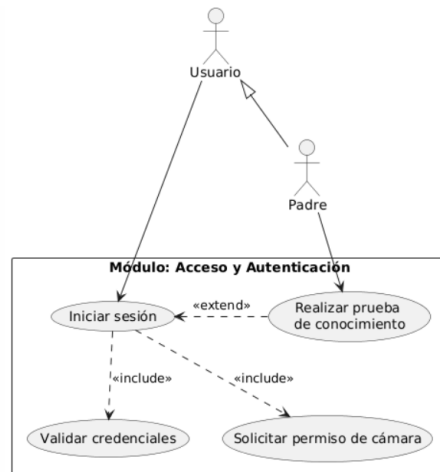 Usuario
Padre
Módulo: Acceso y Autenticación
Iniciar sesión
«extend»
Realizar prueba
de conocimiento
«include»
«include»
Validar credenciales
Solicitar permiso de cámara